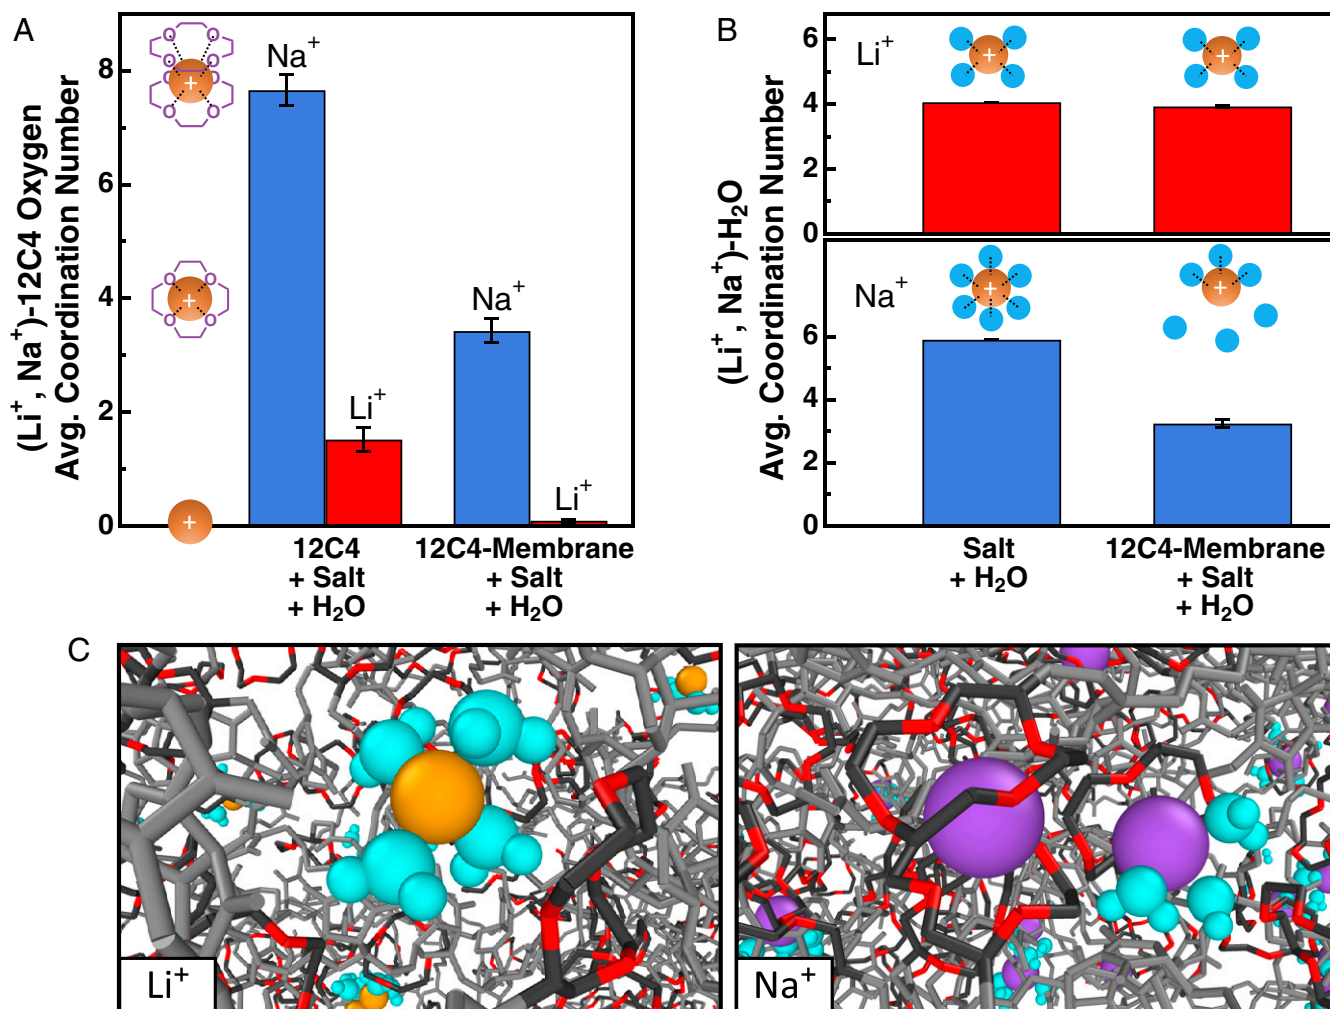 A
(Li⁺, Na⁺)-12C4 Oxygen
Avg. Coordination Number
8
6
4
2
0
O O
O O
O O
O O
+
O O
O O
+
+
Na⁺
Li⁺
Na⁺
Li⁺
12C4
+ Salt
+ H₂O
12C4-Membrane
+ Salt
+ H₂O
B
(Li⁺, Na⁺)-H₂O
Avg. Coordination Number
6
4
2
0
Li⁺
+
+
6
4
2
0
Na⁺
+
+
Salt
+ H₂O
12C4-Membrane
+ Salt
+ H₂O
C
Li⁺
Na⁺